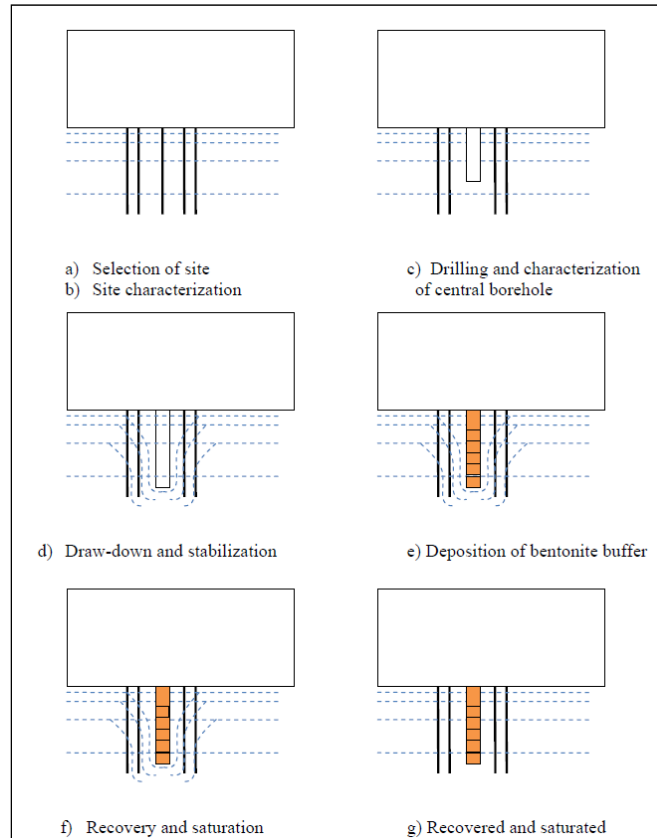 a) Selection of site
b) Site characterization
c) Drilling and characterization
of central borehole
d) Draw-down and stabilization
e) Deposition of bentonite buffer
f) Recovery and saturation
g) Recovered and saturated